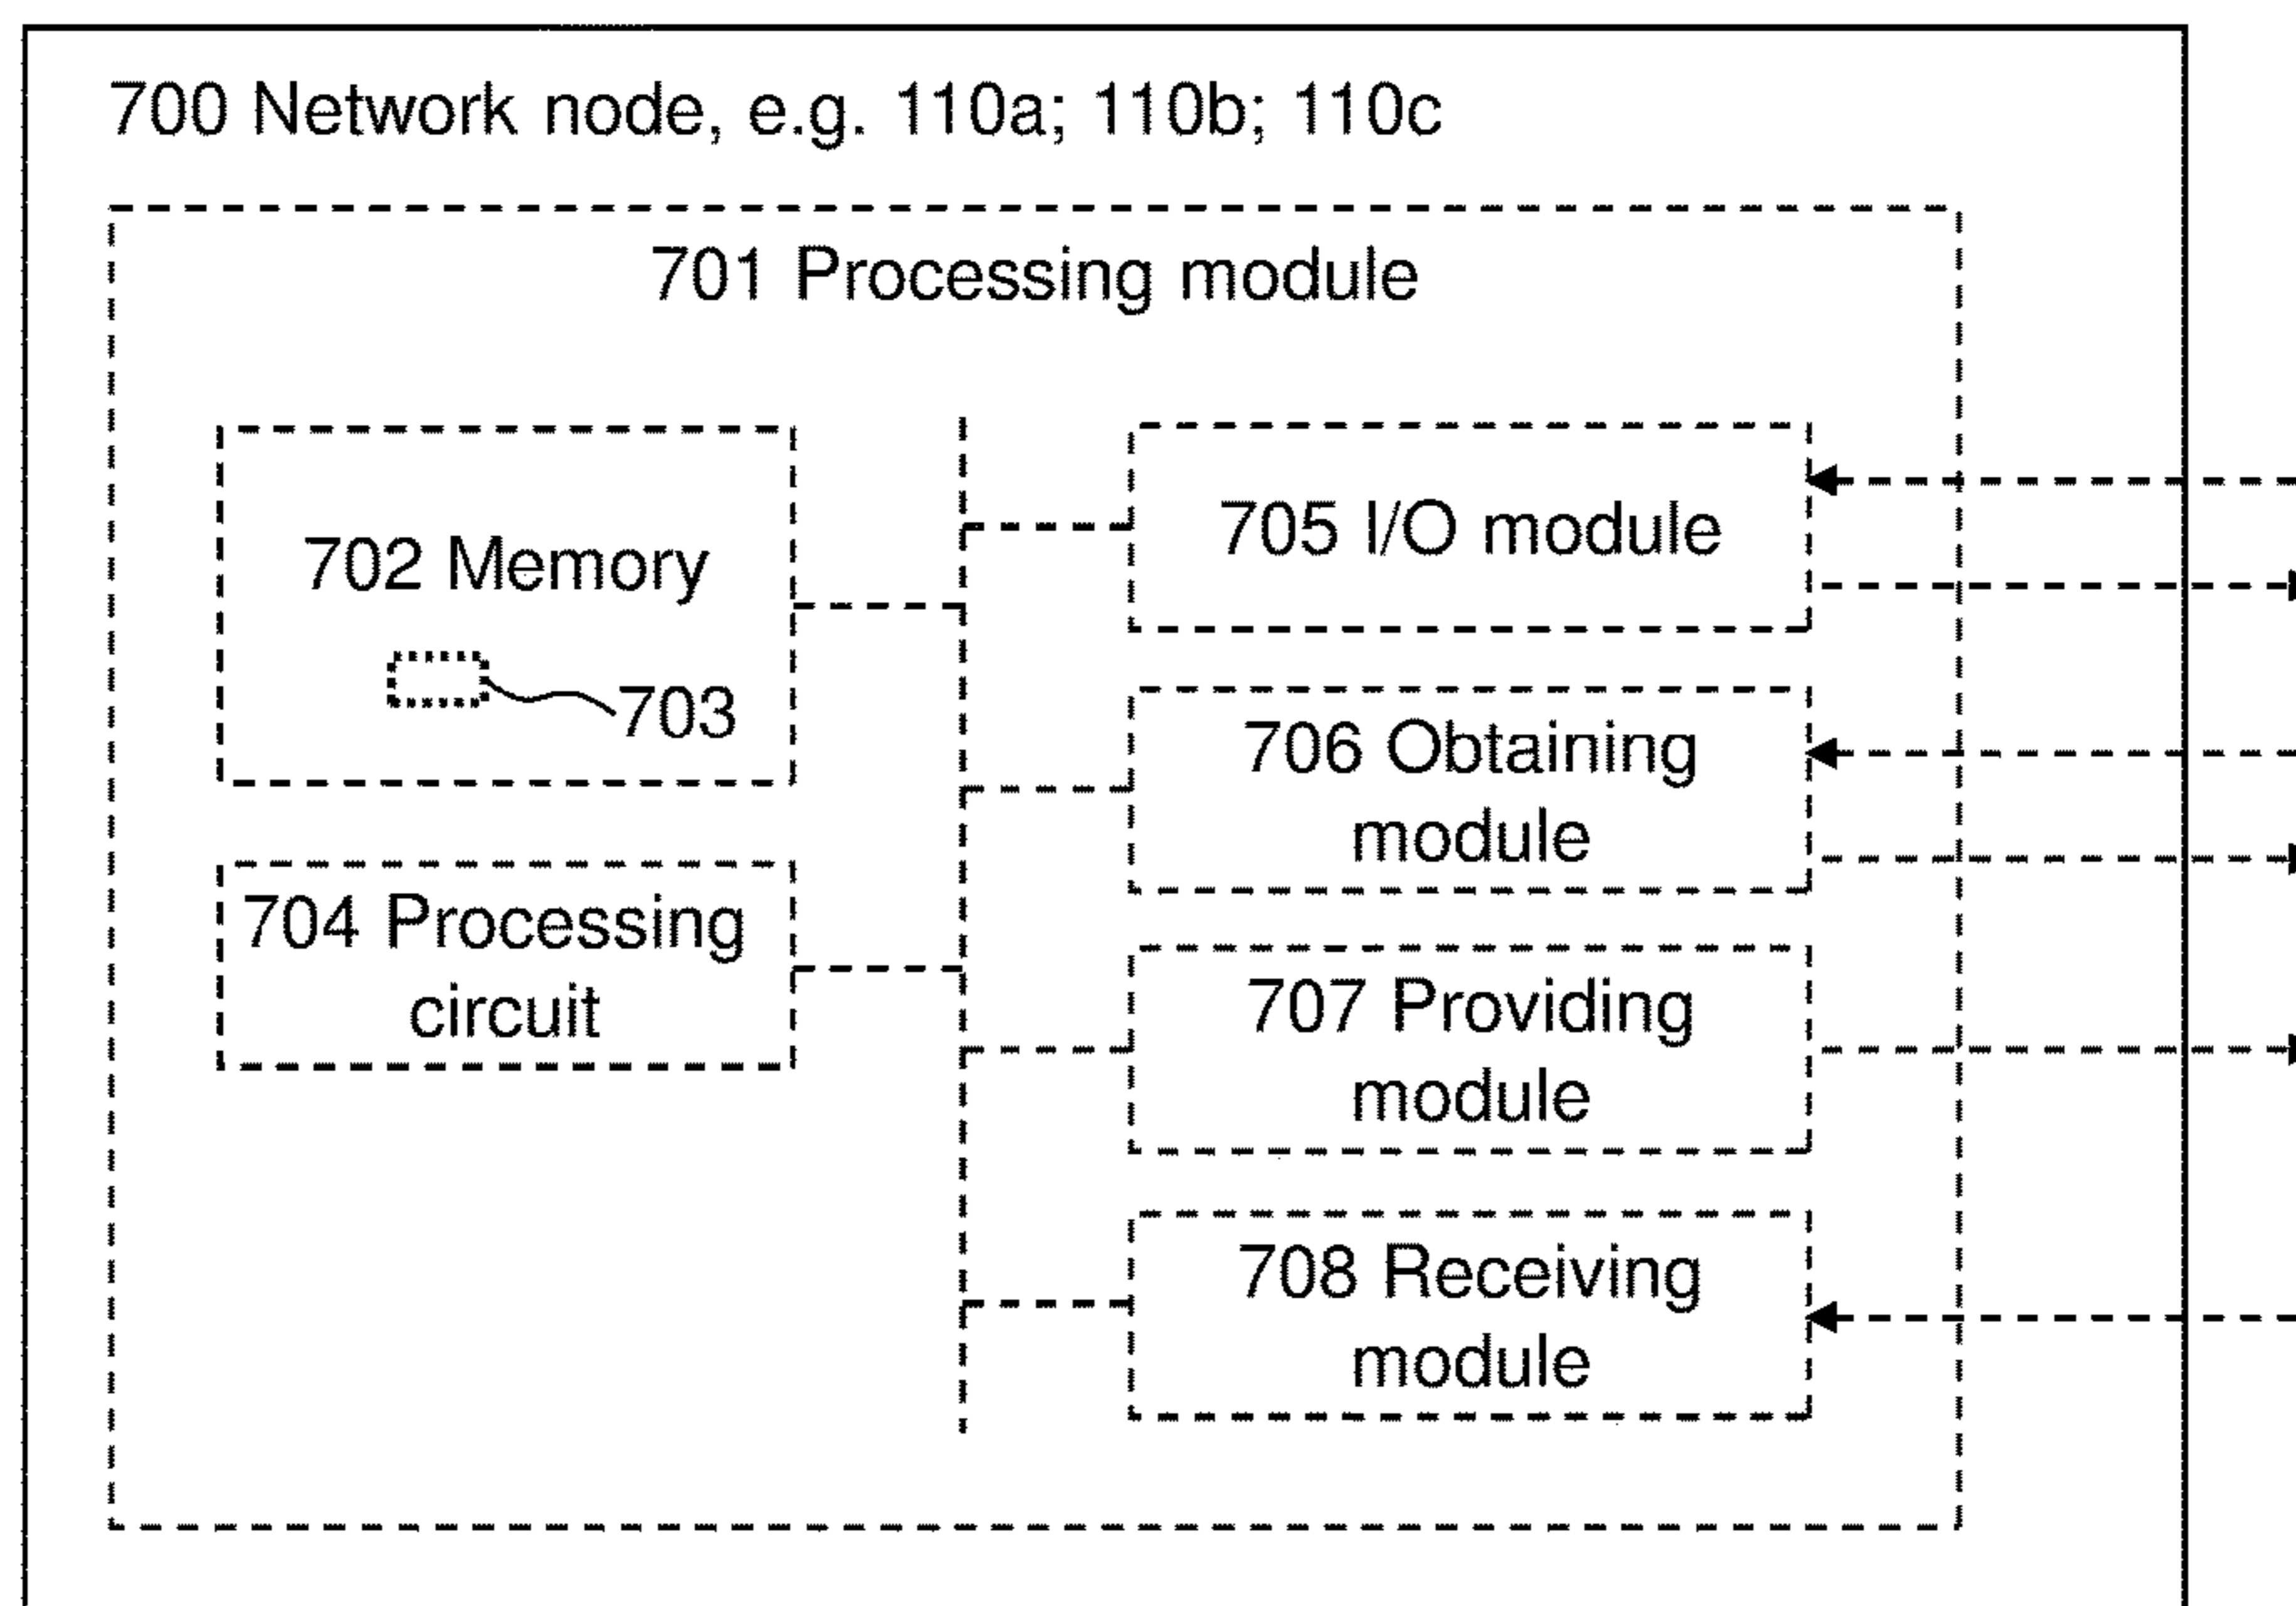 700 Network node, e.g. 110a; 110b; 110c
701 Processing module
702 Memory
703
704 Processing
circuit
705 I/O module
706 Obtaining
module
707 Providing
module
708 Receiving
module